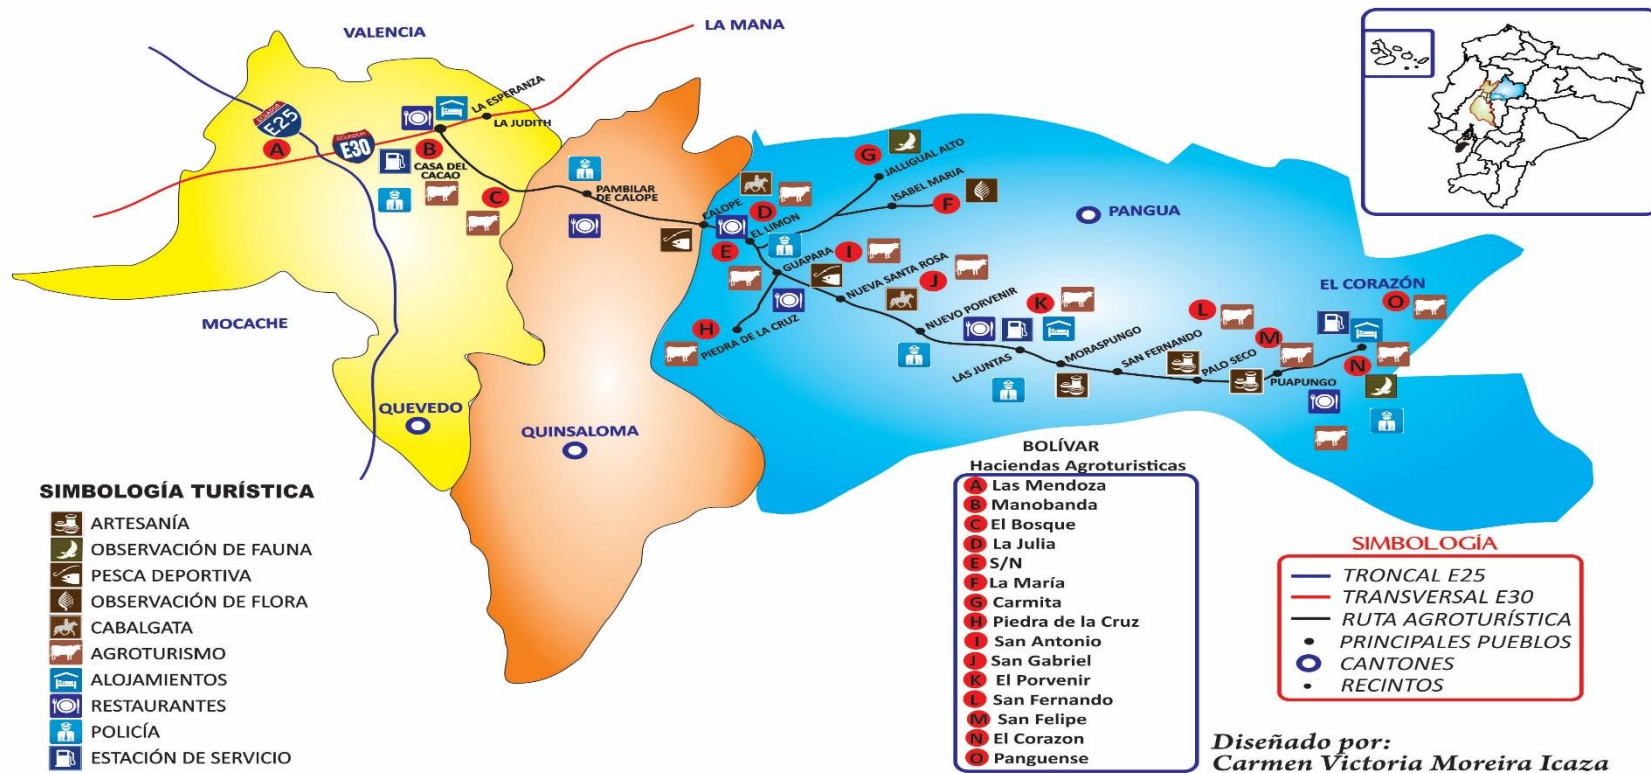 VALENCIA
LA MANA
ECUADOR
E25
A
ECUADOR
E30
B
LA ESPERANZA
LA JUDITH
CASA DEL
CACAO
C
PAMBILAR
DE CALOPE
CALOPE
D
EL LIMON
E
G
JALLIGUAL ALTO
ISABEL MARIA
F
PANGUA
GUAPARA
I
NUEVA SANTA ROSA
J
H
PIEDRA DE LA CRUZ
NUEVO PORVENIR
K
LAS JUNTAS
MORASPUNGO
SAN FERNANDO
L
PALO SECO
M
PUAPUNGO
EL CORAZÓN
O
N
MOCACHE
QUEVEDO
QUINSALOMA
SIMBOLOGÍA TURÍSTICA
ARTESANÍA
OBSERVACIÓN DE FAUNA
PESCA DEPORTIVA
OBSERVACIÓN DE FLORA
CABALGATA
AGROTURISMO
ALOJAMIENTOS
RESTAURANTES
POLICÍA
ESTACIÓN DE SERVICIO
BOLÍVAR
Haciendas Agroturisticas
A Las Mendoza
B Manobanda
C El Bosque
D La Julia
E S/N
F La María
G Carmita
H Piedra de la Cruz
I San Antonio
J San Gabriel
K El Porvenir
L San Fernando
M San Felipe
N El Corazon
O Panguense
SIMBOLOGÍA
TRONCAL E25
TRANSVERSAL E30
RUTA AGROTURÍSTICA
PRINCIPALES PUEBLOS
CANTONES
RECINTOS
Diseñado por:
Carmen Victoria Moreira Icaza